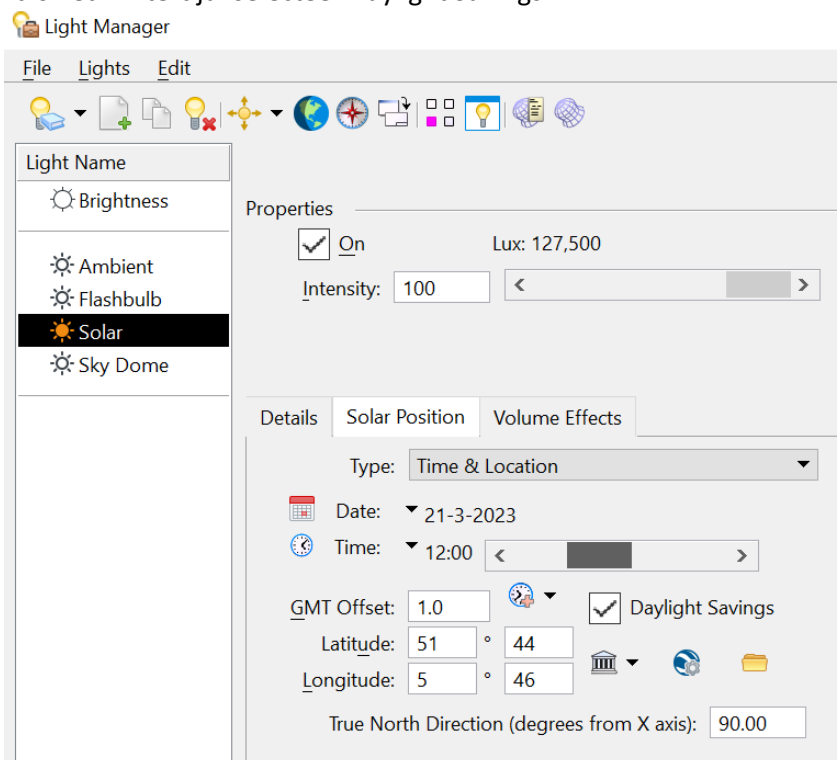 Light Manager
File Lights Edit
Light Name
Brightness
Ambient
Flashbulb
Solar
Sky Dome
Properties
On Lux: 127,500
Intensity: 100
Details Solar Position Volume Effects
Type: Time & Location
Date: 21-3-2023
Time: 12:00
GMT Offset: 1.0 Daylight Savings
Latitude: 51 ° 44
Longitude: 5 ° 46
True North Direction (degrees from X axis): 90.00